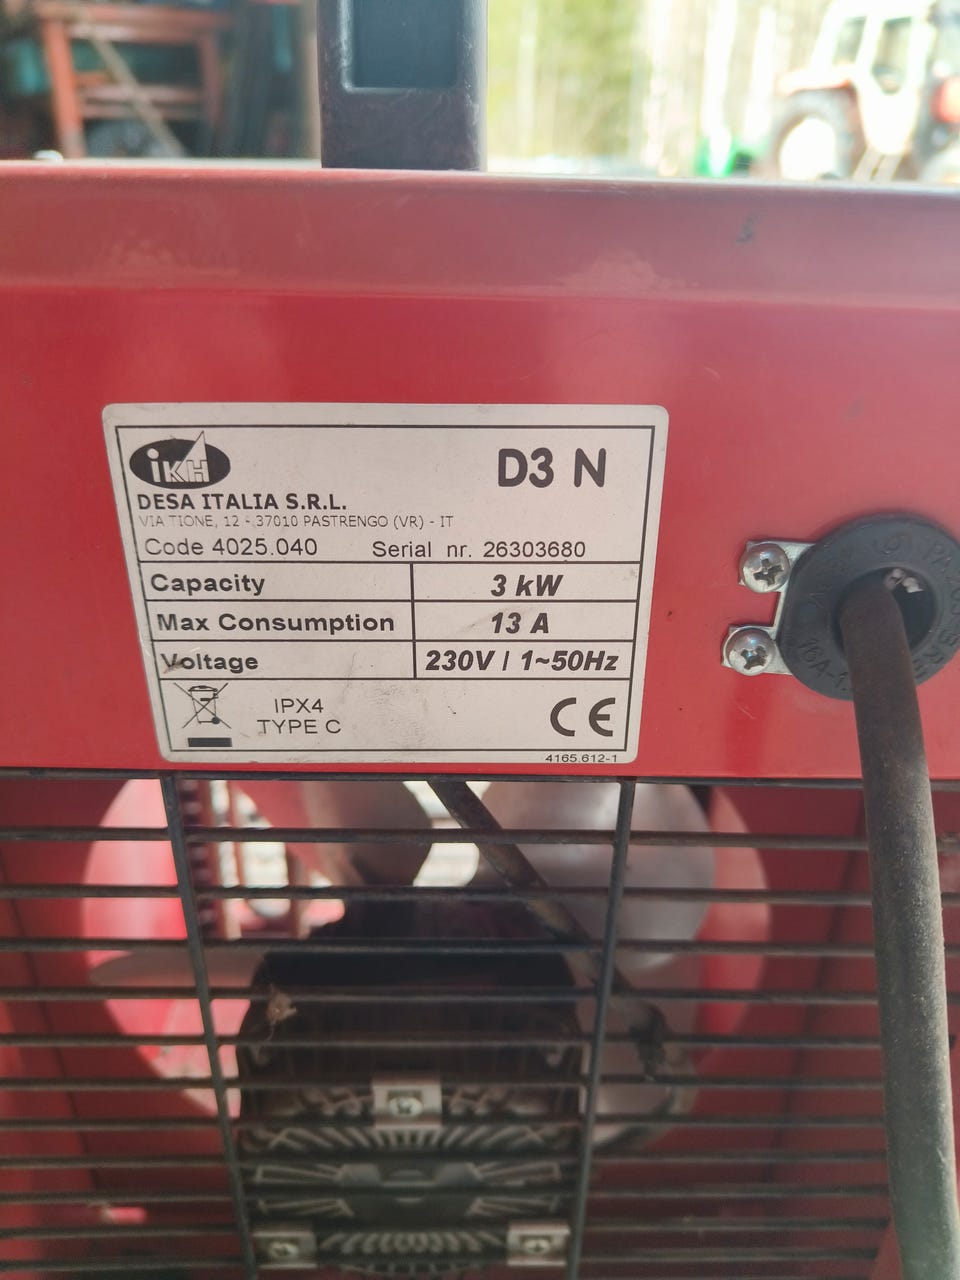 iKH
D3 N
DESA ITALIA S.R.L.
VIA TIONE, 12 - 37010 PASTRENGO (VR) - IT
Code 4025.040 Serial nr. 26303680
Capacity 3 kW
Max Consumption 13 A
Voltage 230V / 1~50Hz
IPX4
TYPE C
CE
4165.612-1
16A-